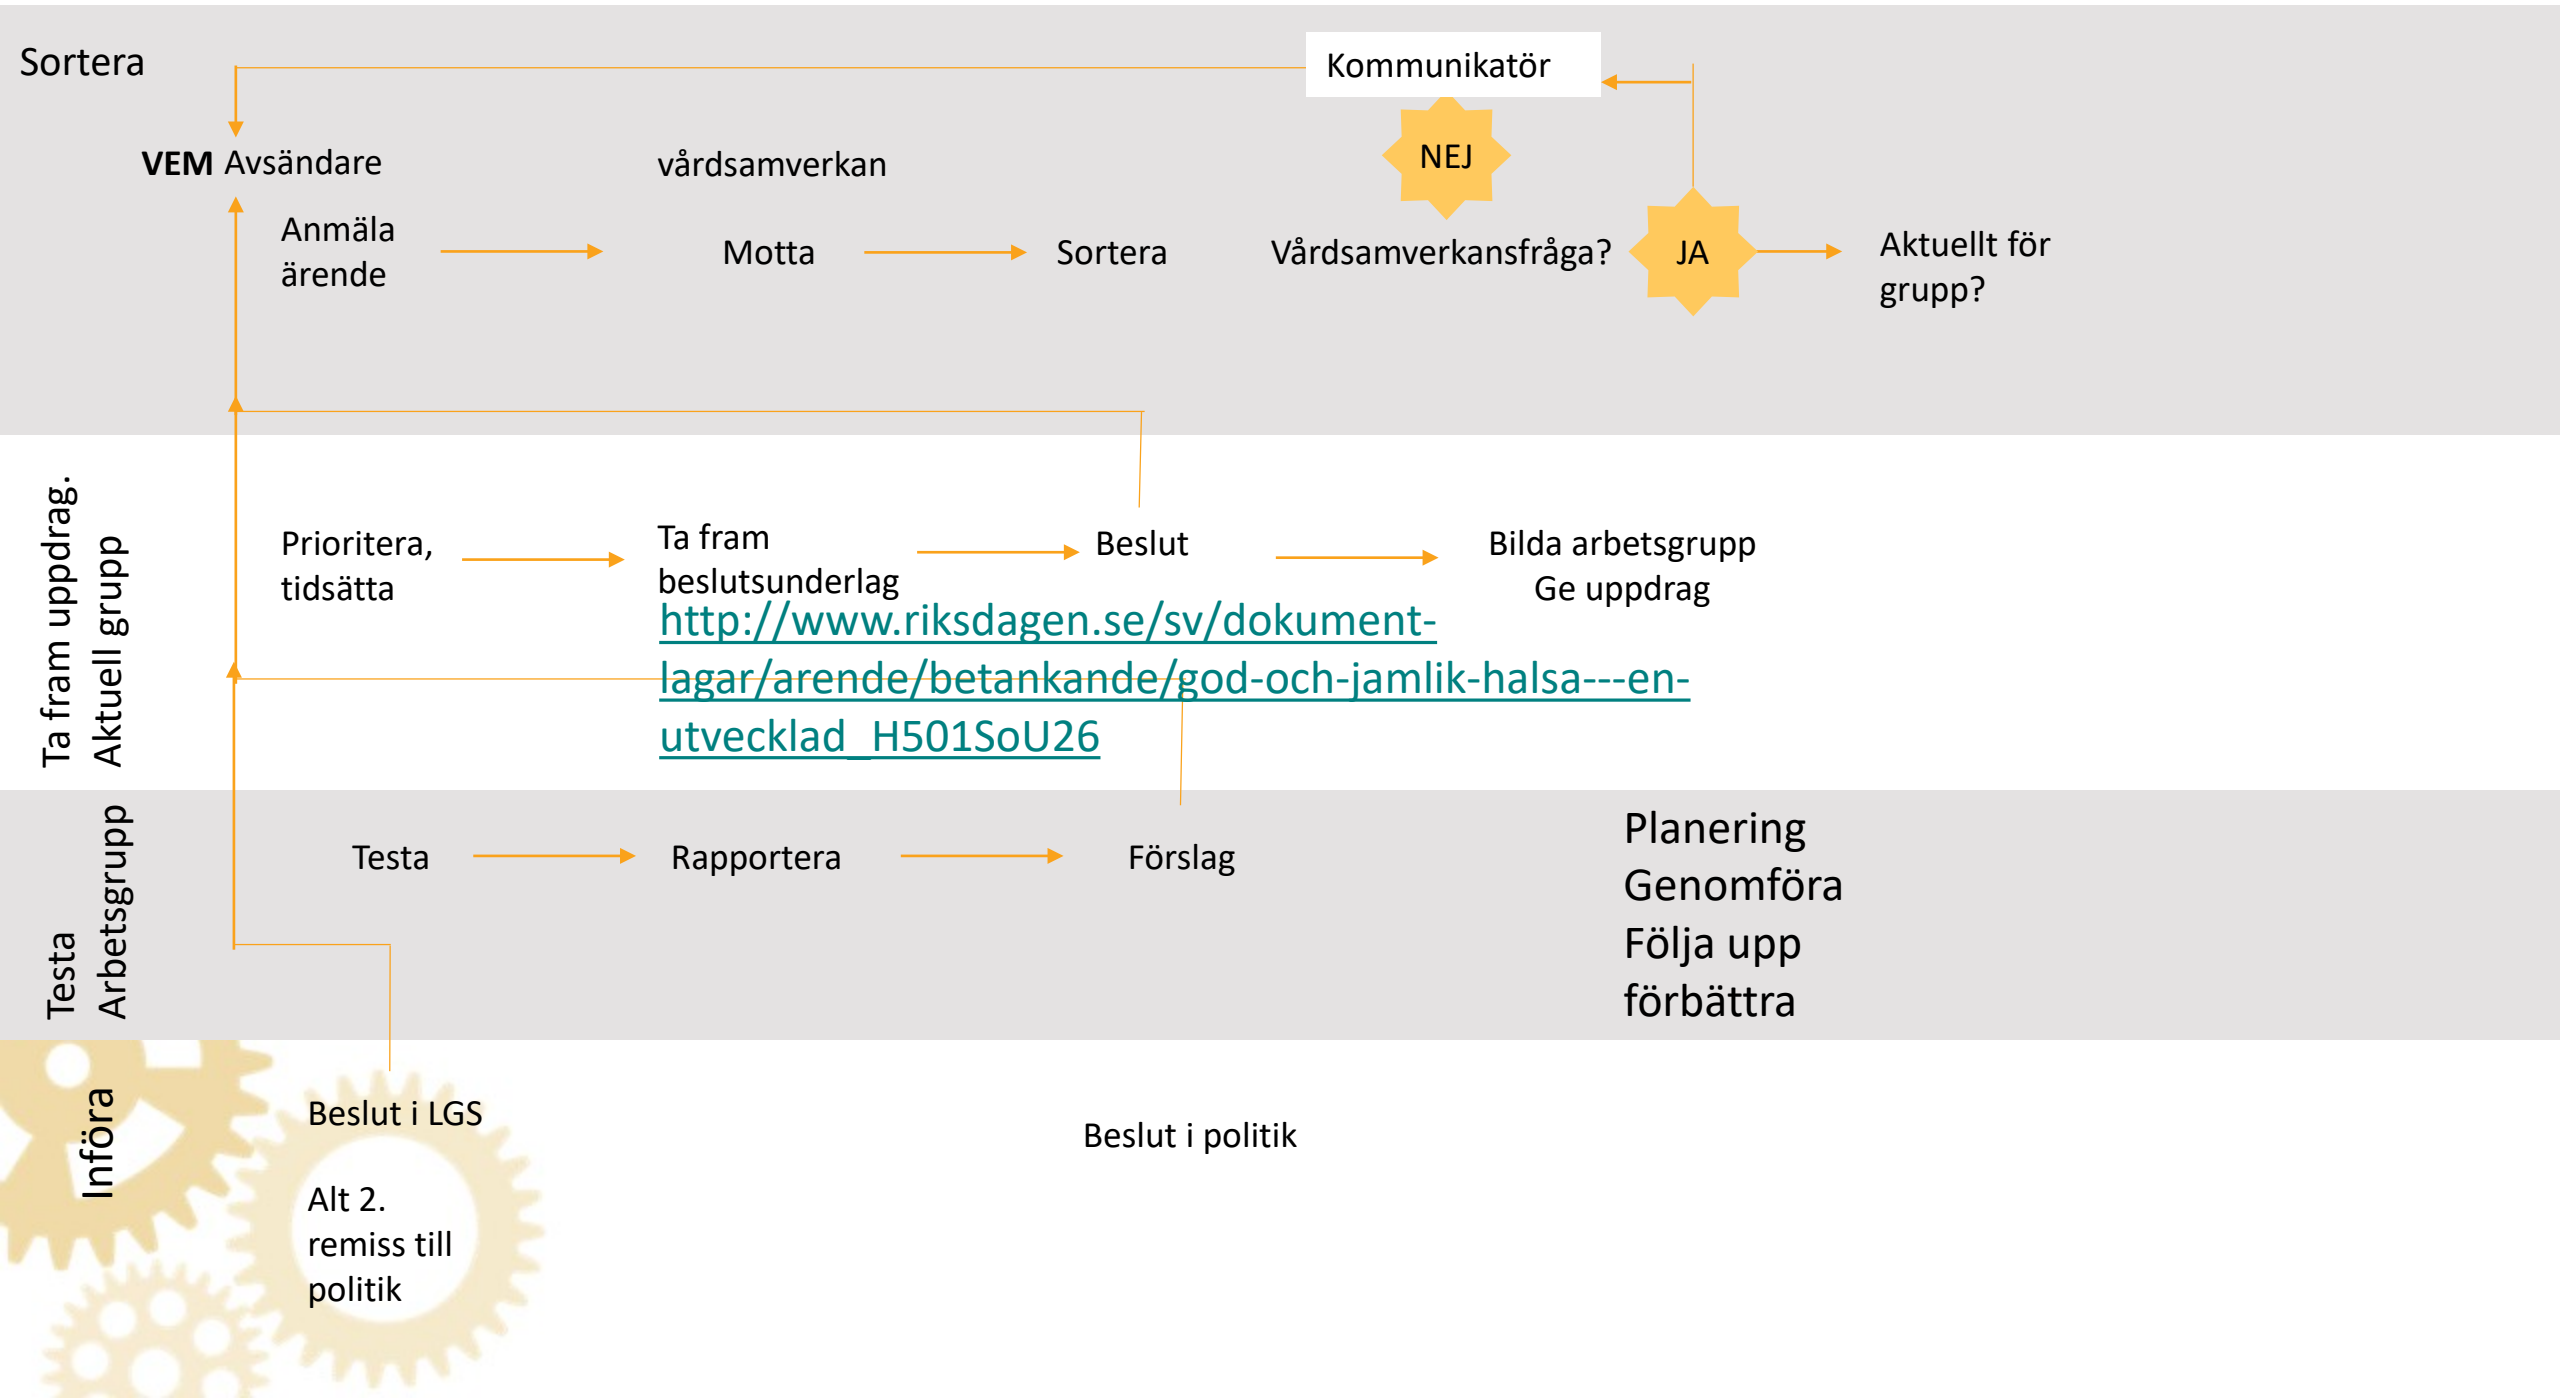 Sortera
Kommunikatör
NEJ
VEM Avsändare
vårdsamverkan
Anmäla
ärende
Motta
Sortera
Vårdsamverkansfråga?
JA
Aktuellt för
grupp?
Ta fram uppdrag.
Aktuell grupp
Prioritera,
tidsätta
Ta fram
beslutsunderlag
Beslut
Bilda arbetsgrupp
Ge uppdrag
http://www.riksdagen.se/sv/dokument-
lagar/arende/betankande/god-och-jamlik-halsa---en-
utvecklad_H501SoU26
Testa
Arbetsgrupp
Testa
Rapportera
Förslag
Planering
Genomföra
Följa upp
förbättra
Införa
Beslut i LGS
Alt 2.
remiss till
politik
Beslut i politik